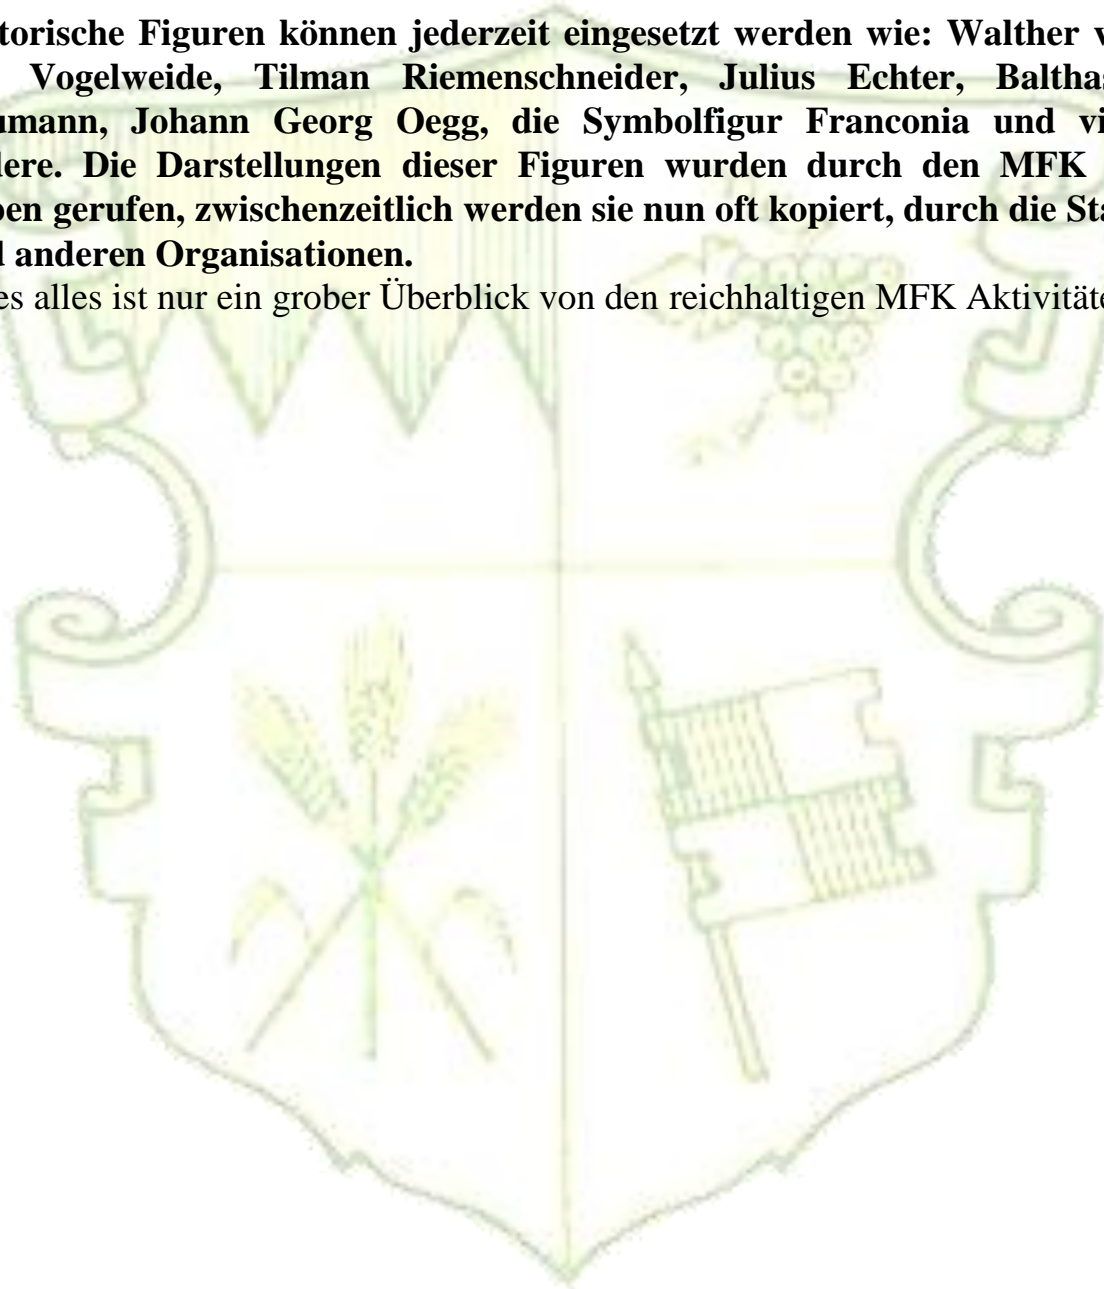 torische Figuren können jederzeit eingesetzt werden wie: Walther v
Vogelweide, Tilman Riemenschneider, Julius Echter, Balthas
umann, Johann Georg Oegg, die Symbolfigur Franconia und vi
dere. Die Darstellungen dieser Figuren wurden durch den MFK
ben gerufen, zwischenzeitlich werden sie nun oft kopiert, durch die Sta
d anderen Organisationen.
es alles ist nur ein grober Überblick von den reichhaltigen MFK Aktivitäte